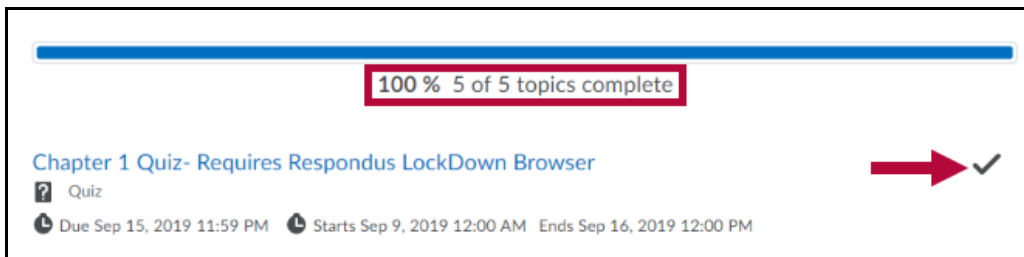 100 % 5 of 5 topics complete
Chapter 1 Quiz- Requires Respondus LockDown Browser
Quiz
Due Sep 15, 2019 11:59 PM Starts Sep 9, 2019 12:00 AM Ends Sep 16, 2019 12:00 PM